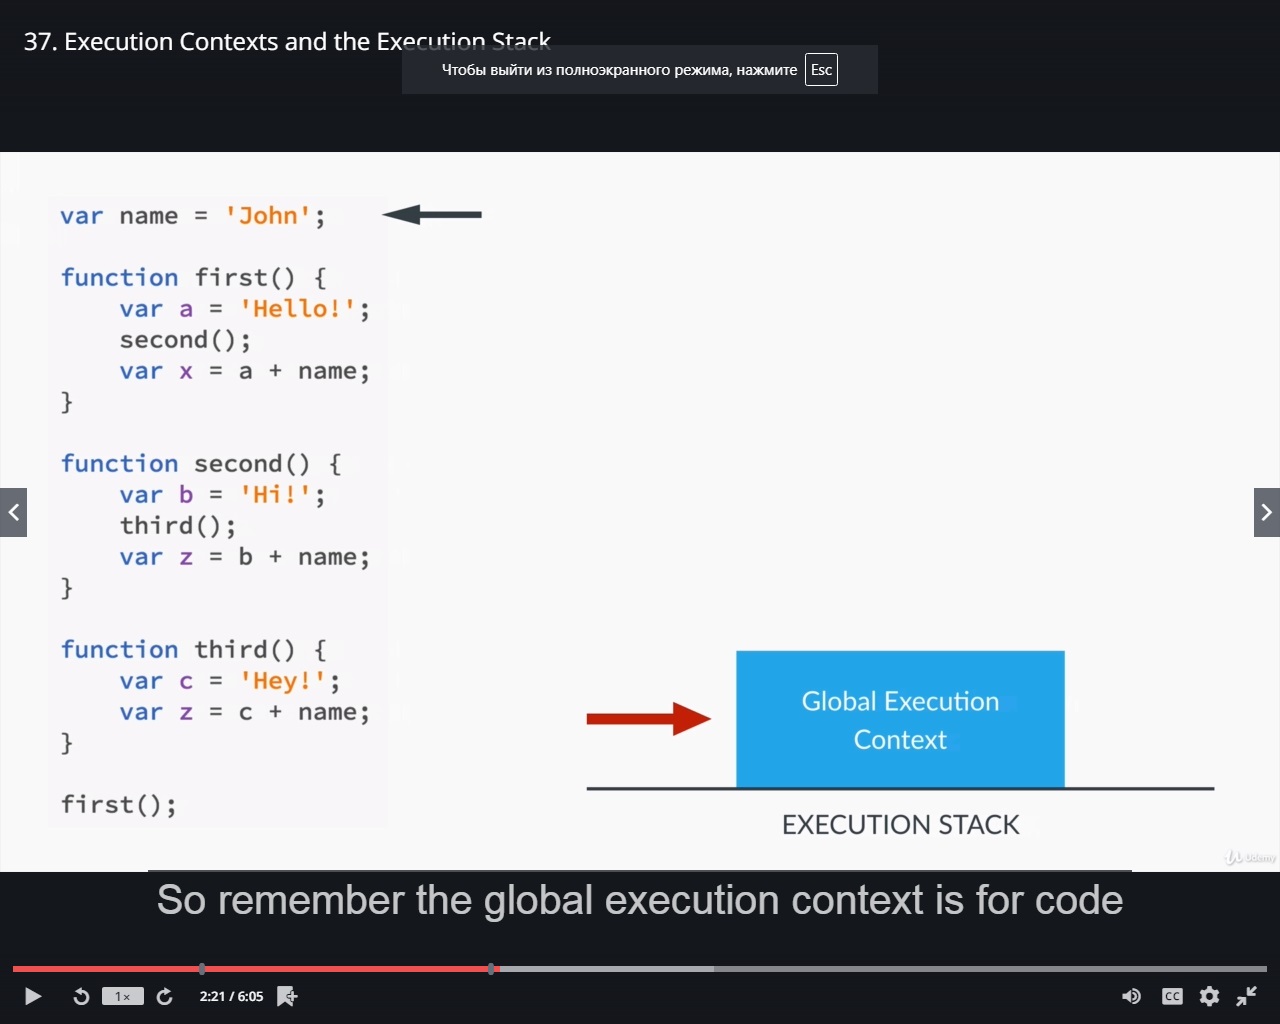 37. Execution Contexts and the Execution Stack
Чтобы выйти из полноэкранного режима, нажмите Esc
var name = 'John';
function first() {
var a = 'Hello!';
second();
var x = a + name;
}
function second() {
var b = 'Hi!';
third();
var z = b + name;
}
function third() {
var c = 'Hey!';
var z = c + name;
}
first();
Global Execution
Context
EXECUTION STACK
Udemy
So remember the global execution context is for code
1x
2:21 / 6:05
CC